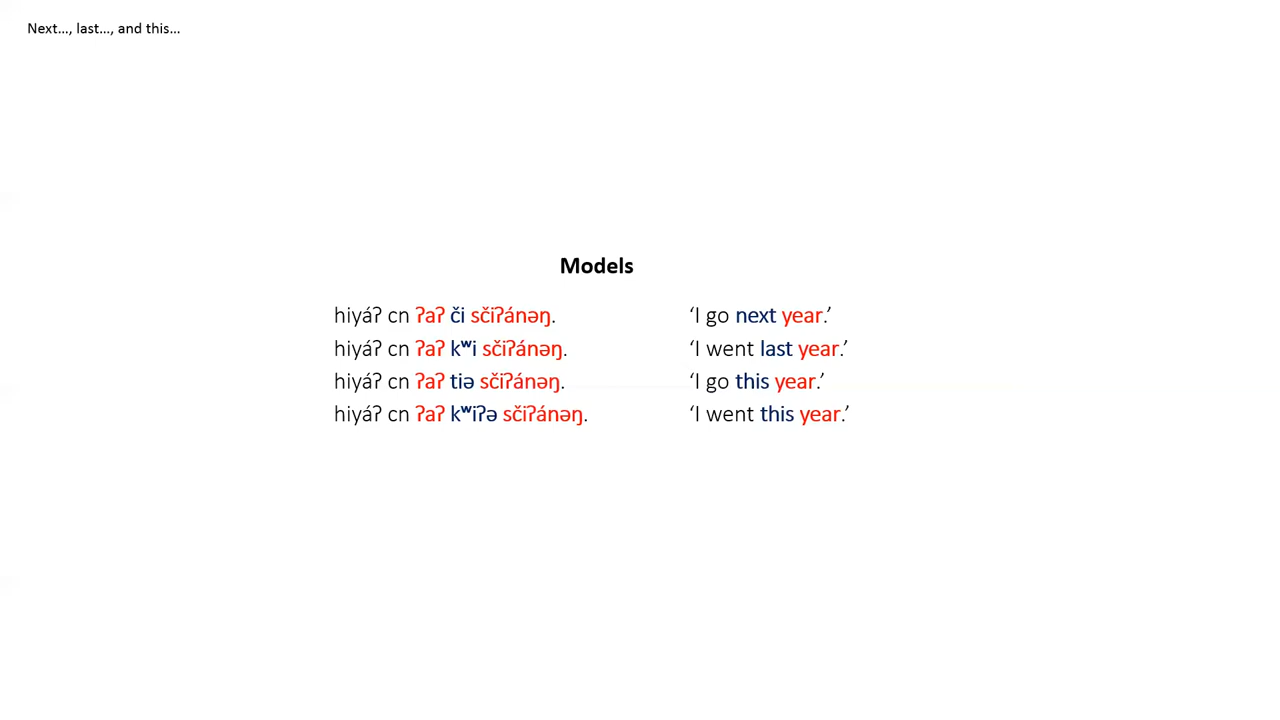 Next..., last..., and this...
Models
hiyáʔ cn ʔaʔ či sčiʔánəŋ. ‘I go next year.’
hiyáʔ cn ʔaʔ kʷi sčiʔánəŋ. ‘I went last year.’
hiyáʔ cn ʔaʔ tiə sčiʔánəŋ. ‘I go this year.’
hiyáʔ cn ʔaʔ kʷiʔə sčiʔánəŋ. ‘I went this year.’